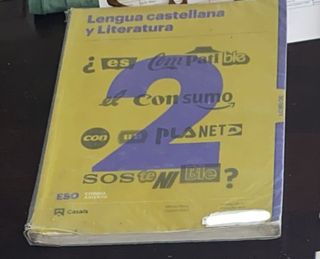 Lengua castellana
y Literatura
¿es ComPatible
el Consumo
con un PLANETA
SOSteNIble?
2
ESO
Casals